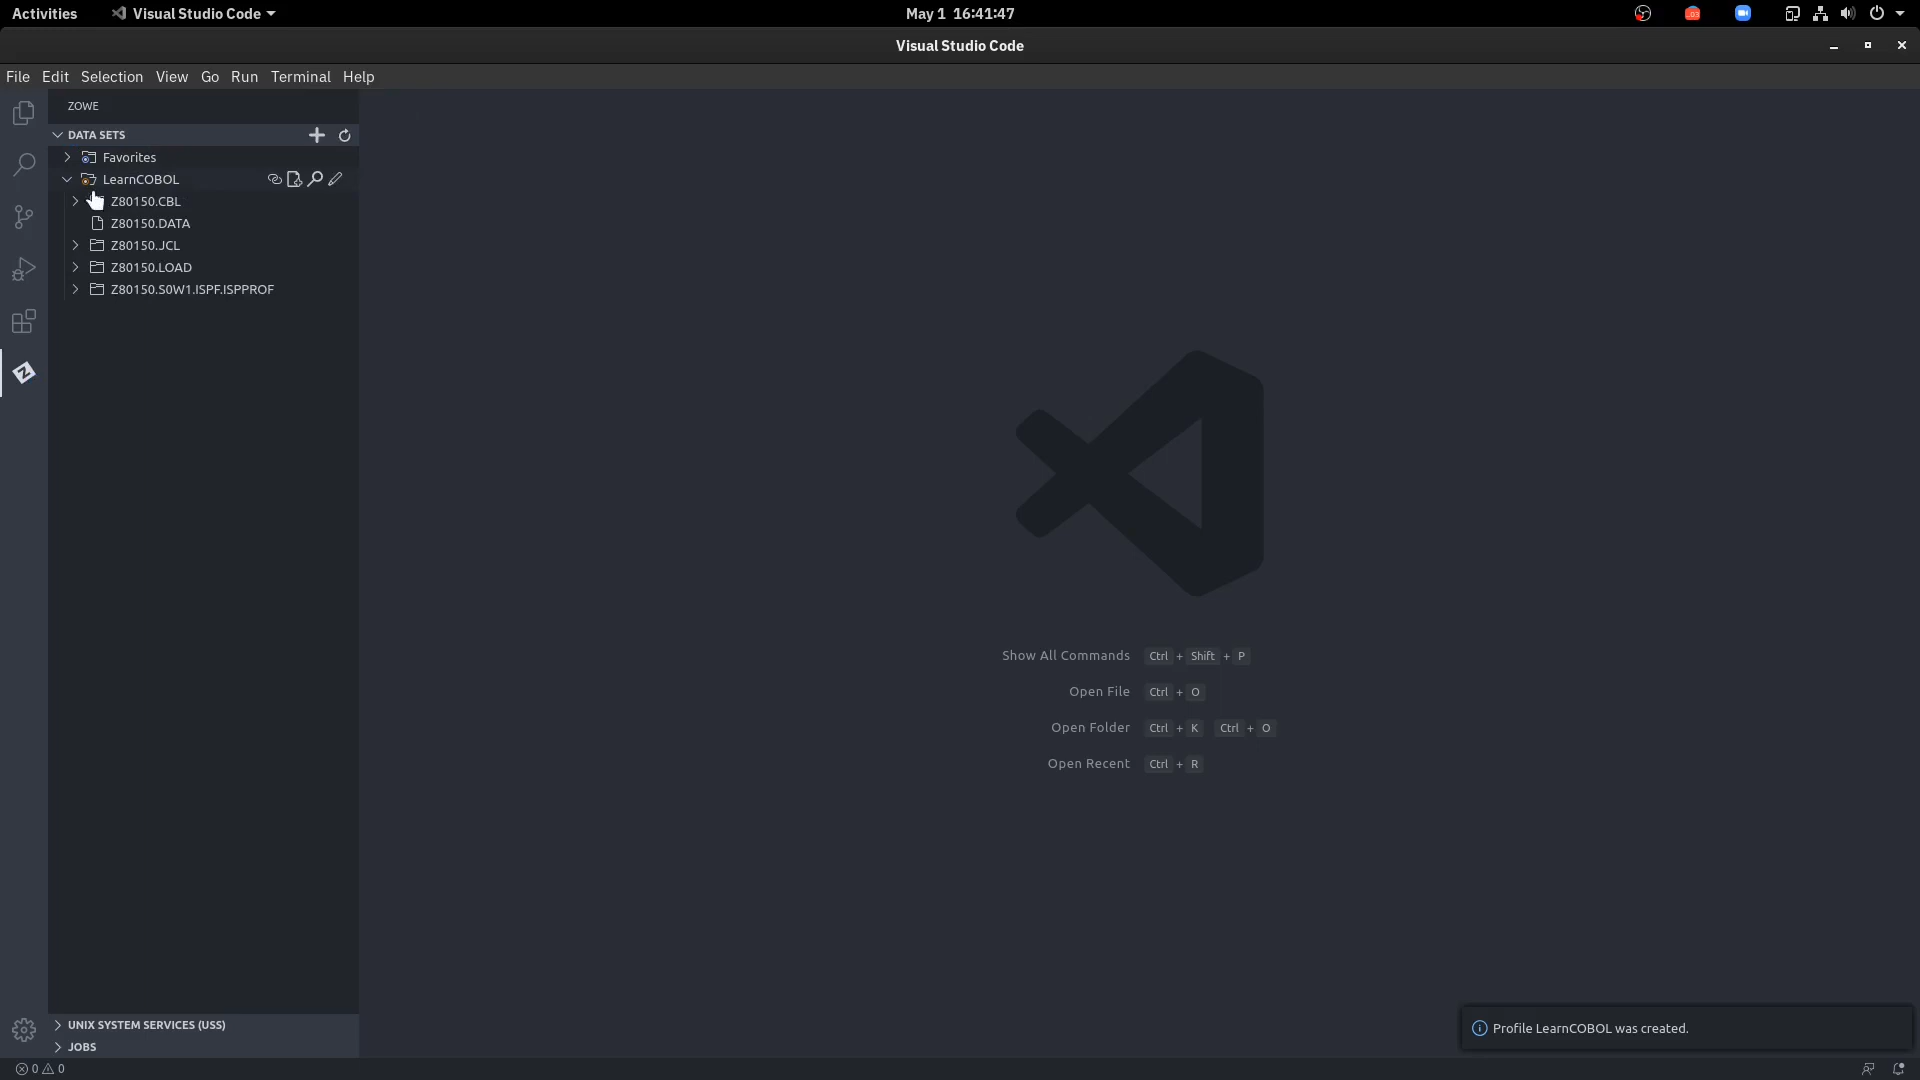 Activities Visual Studio Code May 1 16:41:47
Visual Studio Code
File Edit Selection View Go Run Terminal Help
ZOWE
DATA SETS
Favorites
LearnCOBOL
Z80150.CBL
Z80150.DATA
Z80150.JCL
Z80150.LOAD
Z80150.S0W1.ISPF.ISPPROF
Show All Commands Ctrl + Shift + P
Open File Ctrl + O
Open Folder Ctrl + K Ctrl + O
Open Recent Ctrl + R
UNIX SYSTEM SERVICES (USS)
JOBS
Profile LearnCOBOL was created.
0 0